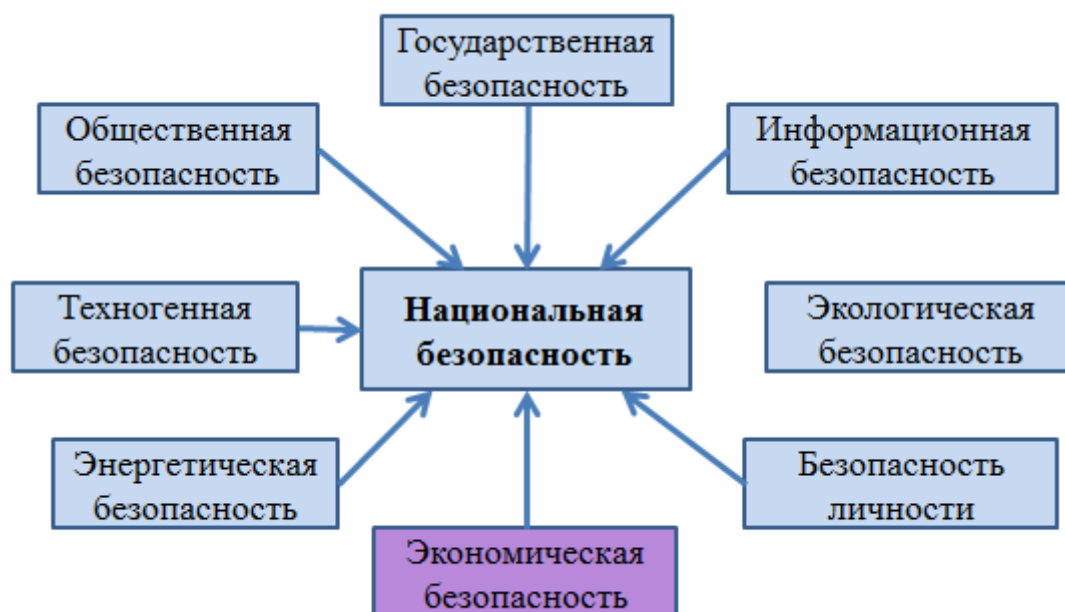 Государственная
безопасность
Общественная
безопасность
Информационная
безопасность
Техногенная
безопасность
Национальная
безопасность
Экологическая
безопасность
Энергетическая
безопасность
Безопасность
личности
Экономическая
безопасность